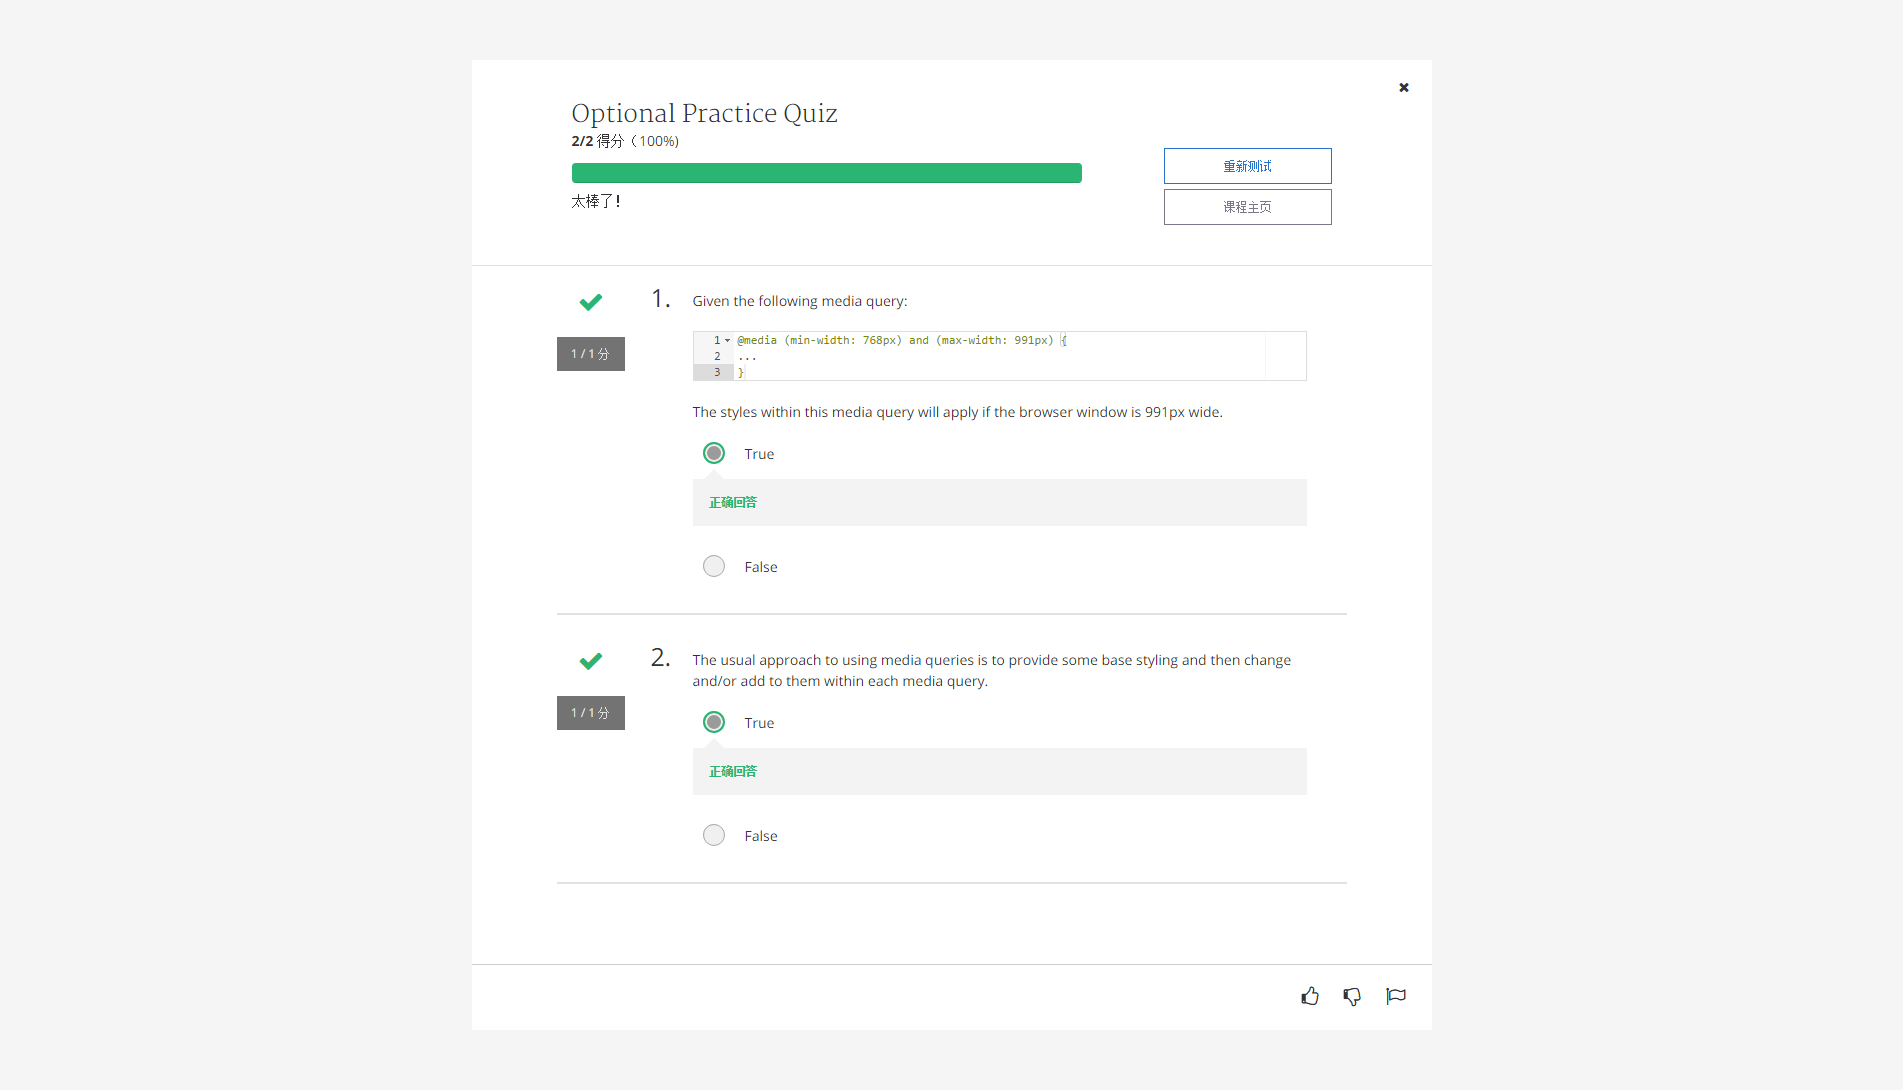 Optional Practice Quiz
2/2 得分（100%)
太棒了!
重新测试
课程主页
1 / 1 分
1. Given the following media query:
1 @media (min-width: 768px) and (max-width: 991px) {
2 ...
3 }
The styles within this media query will apply if the browser window is 991px wide.
True
正确回答
False
1 / 1 分
2. The usual approach to using media queries is to provide some base styling and then change
and/or add to them within each media query.
True
正确回答
False